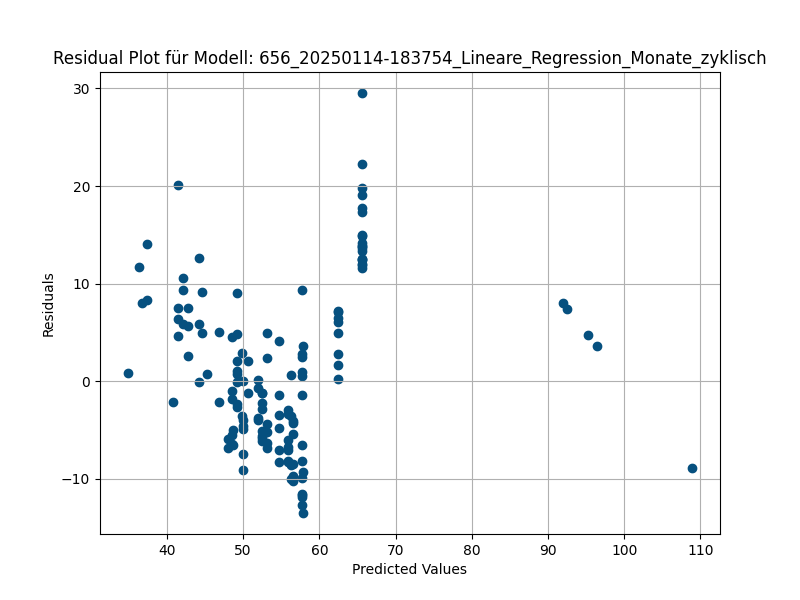 Residual Plot für Modell: 656_20250114-183754_Lineare_Regression_Monate_zyklisch
30
20
10
0
−10
Residuals
40 50 60 70 80 90 100 110
Predicted Values